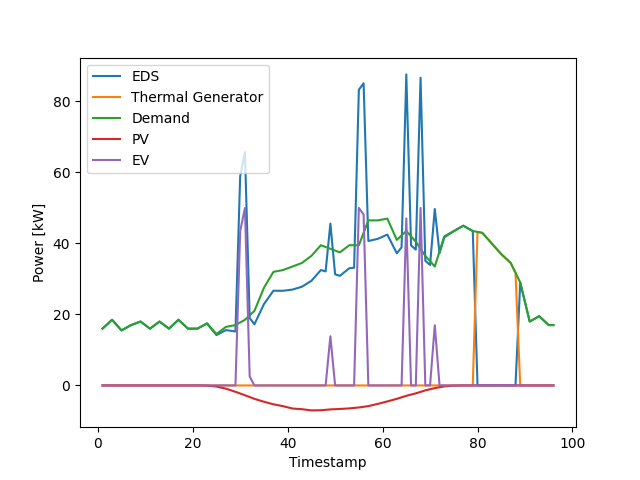 EDS
Thermal Generator
Demand
PV
EV
Power [kW]
80
60
40
20
0
0 20 40 60 80 100
Timestamp